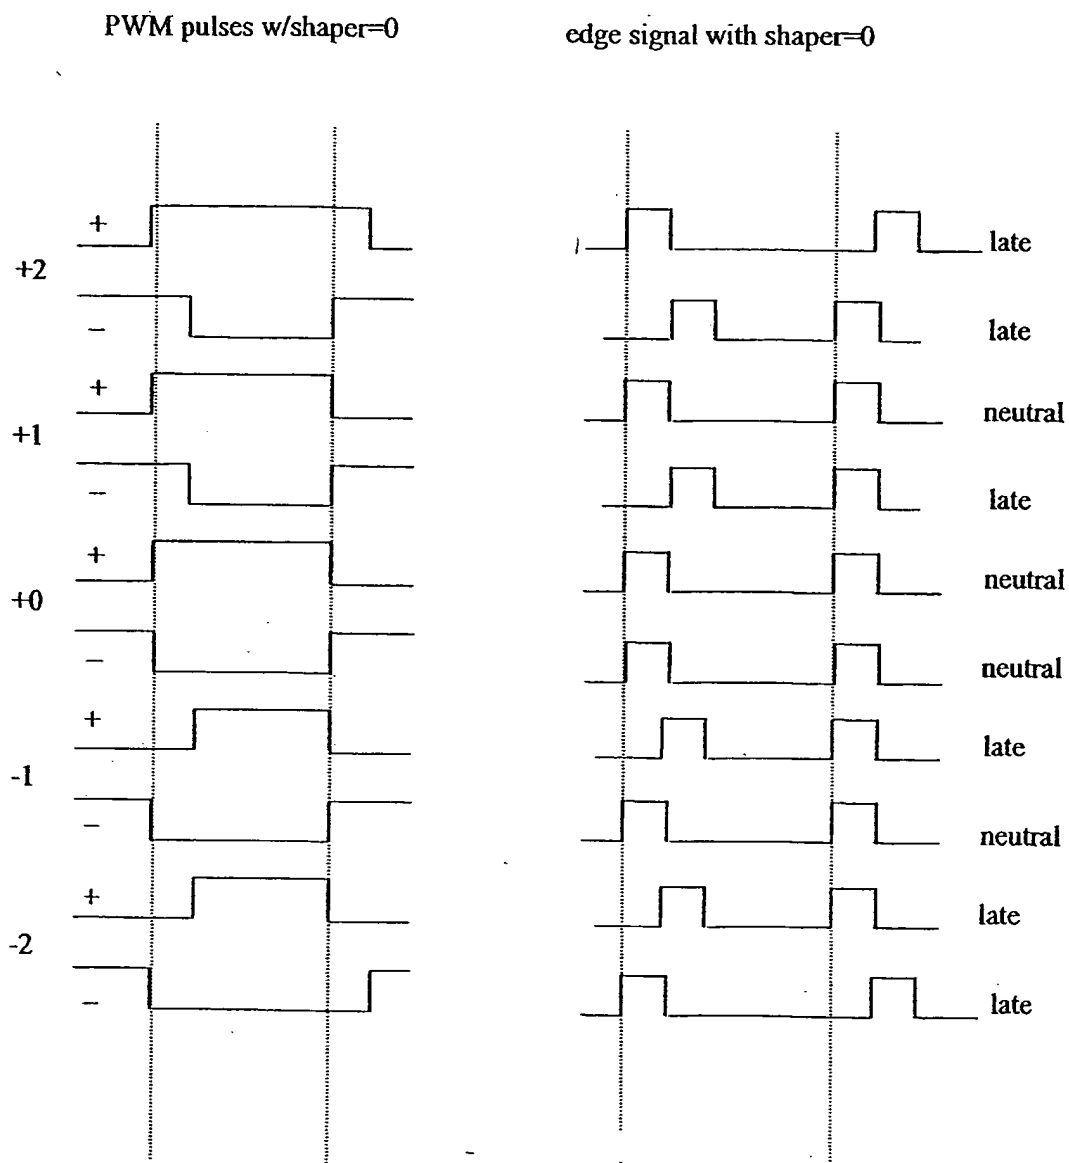 PWM pulses w/shaper=0
edge signal with shaper=0
+
late
+2
−
late
+
neutral
+1
−
late
+
neutral
+0
−
neutral
+
late
-1
−
neutral
+
late
-2
−
late